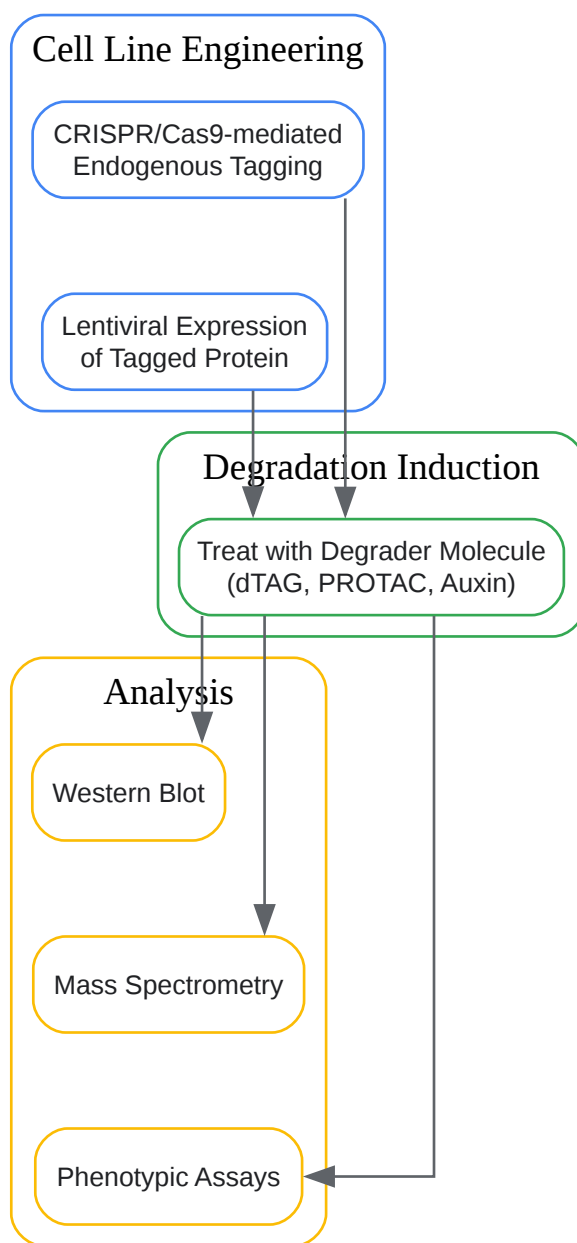 Cell Line Engineering
CRISPR/Cas9-mediated
Endogenous Tagging
Lentiviral Expression
of Tagged Protein
Degradation Induction
Treat with Degrader Molecule
(dTAG, PROTAC, Auxin)
Analysis
Western Blot
Mass Spectrometry
Phenotypic Assays